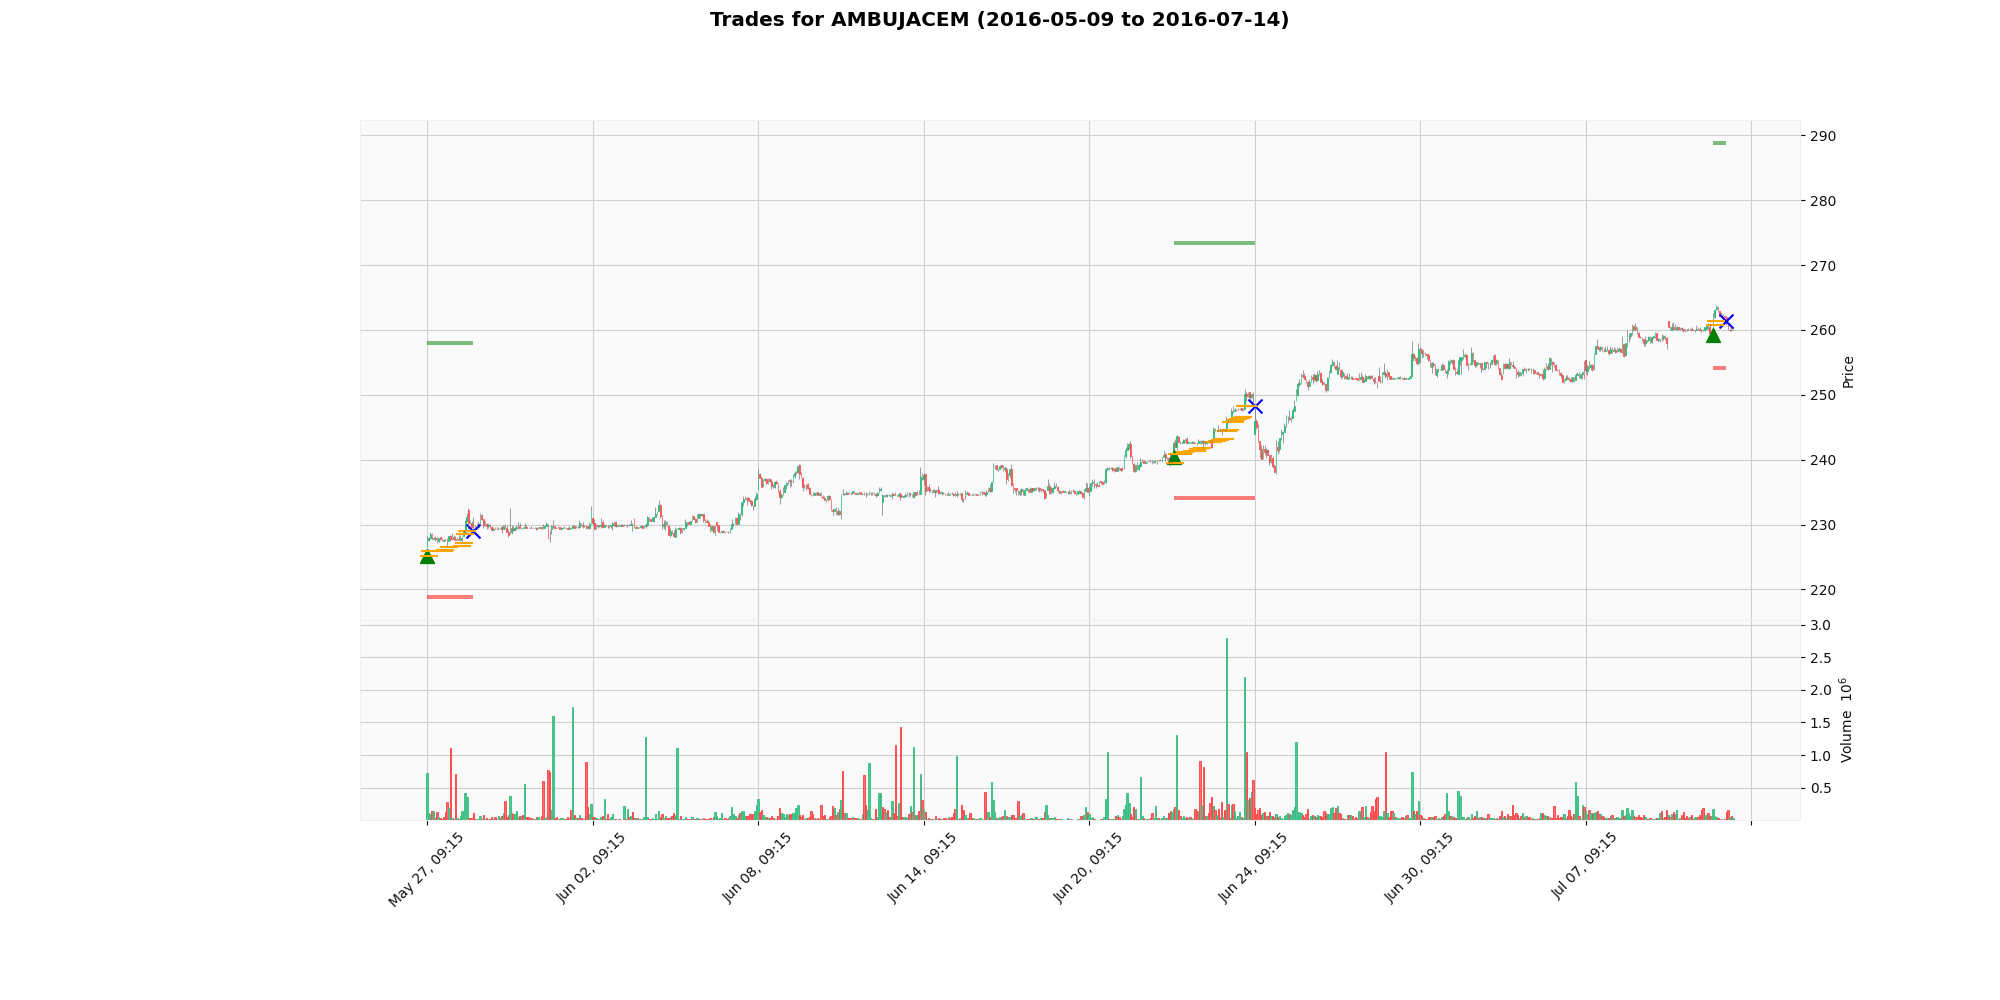 Trades for AMBUJACEM (2016-05-09 to 2016-07-14)
290
280
270
260
250
240
230
220
Price
3.0
2.5
2.0
1.5
1.0
0.5
Volume 10⁶
May 27, 09:15
Jun 02, 09:15
Jun 08, 09:15
Jun 14, 09:15
Jun 20, 09:15
Jun 24, 09:15
Jun 30, 09:15
Jul 07, 09:15